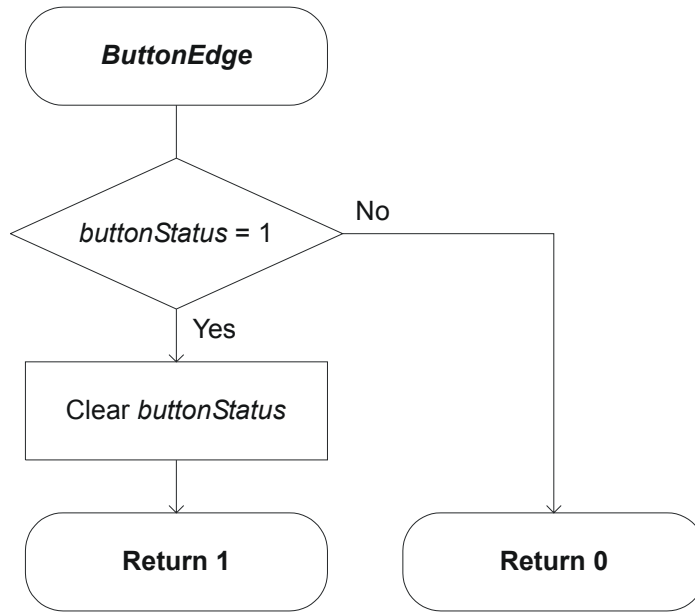 ButtonEdge
buttonStatus = 1
No
Yes
Clear buttonStatus
Return 1
Return 0